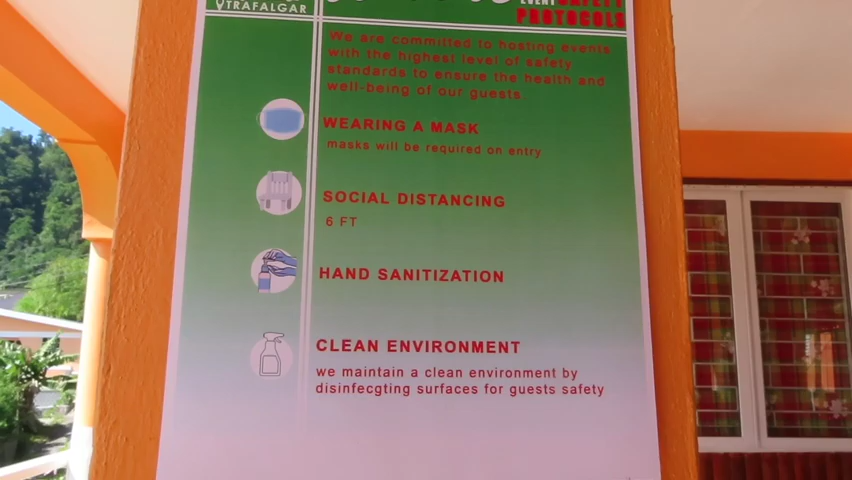 TRAFALGAR
EVENT SAFETY
PROTOCOLS
We are committed to hosting events
with the highest level of safety
standards to ensure the health and
well-being of our guests
WEARING A MASK
masks will be required on entry
SOCIAL DISTANCING
6 FT
HAND SANITIZATION
CLEAN ENVIRONMENT
we maintain a clean environment by
disinfecgting surfaces for guests safety